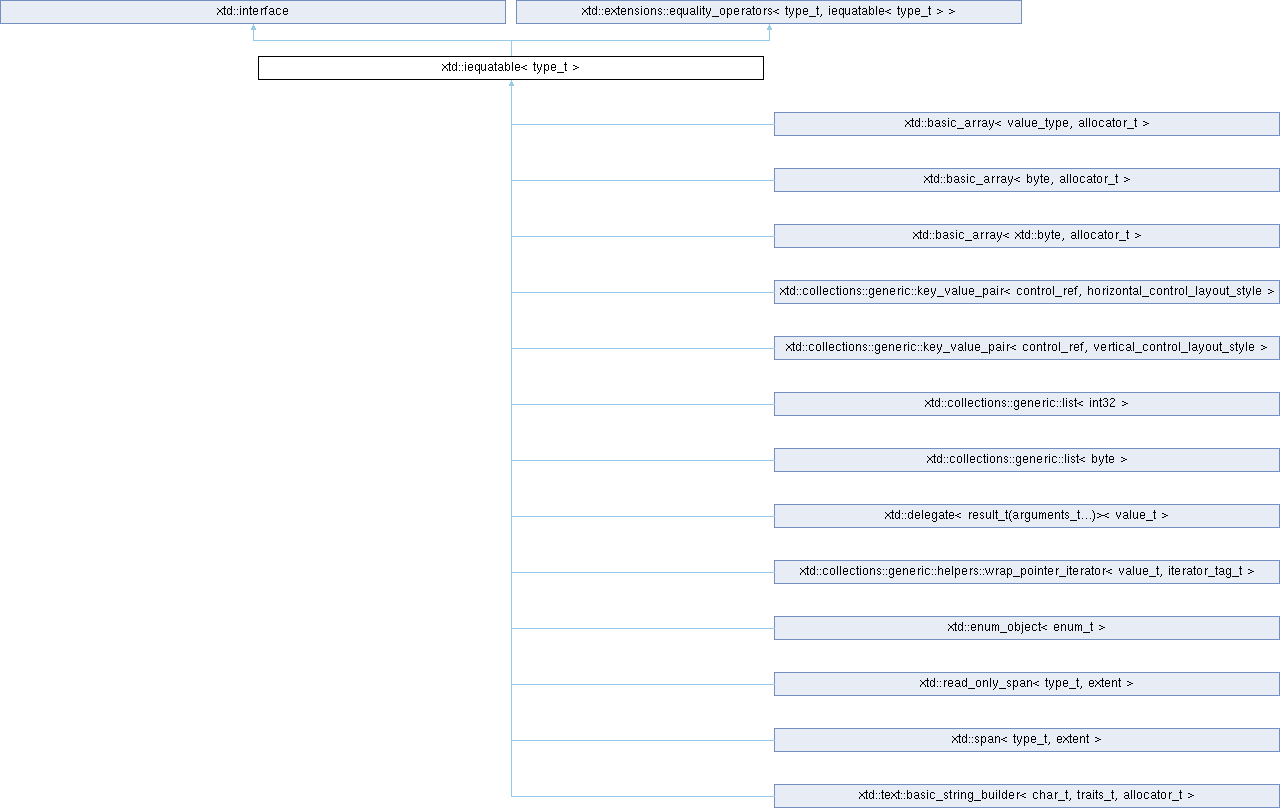 xtd::interface
xtd::extensions::equality_operators< type_t, iequatable< type_t > >
xtd::iequatable< type_t >
xtd::basic_array< value_type, allocator_t >
xtd::basic_array< byte, allocator_t >
xtd::basic_array< xtd::byte, allocator_t >
xtd::collections::generic::key_value_pair< control_ref, horizontal_control_layout_style >
xtd::collections::generic::key_value_pair< control_ref, vertical_control_layout_style >
xtd::collections::generic::list< int32 >
xtd::collections::generic::list< byte >
xtd::delegate< result_t(arguments_t...)>< value_t >
xtd::collections::generic::helpers::wrap_pointer_iterator< value_t, iterator_tag_t >
xtd::enum_object< enum_t >
xtd::read_only_span< type_t, extent >
xtd::span< type_t, extent >
xtd::text::basic_string_builder< char_t, traits_t, allocator_t >